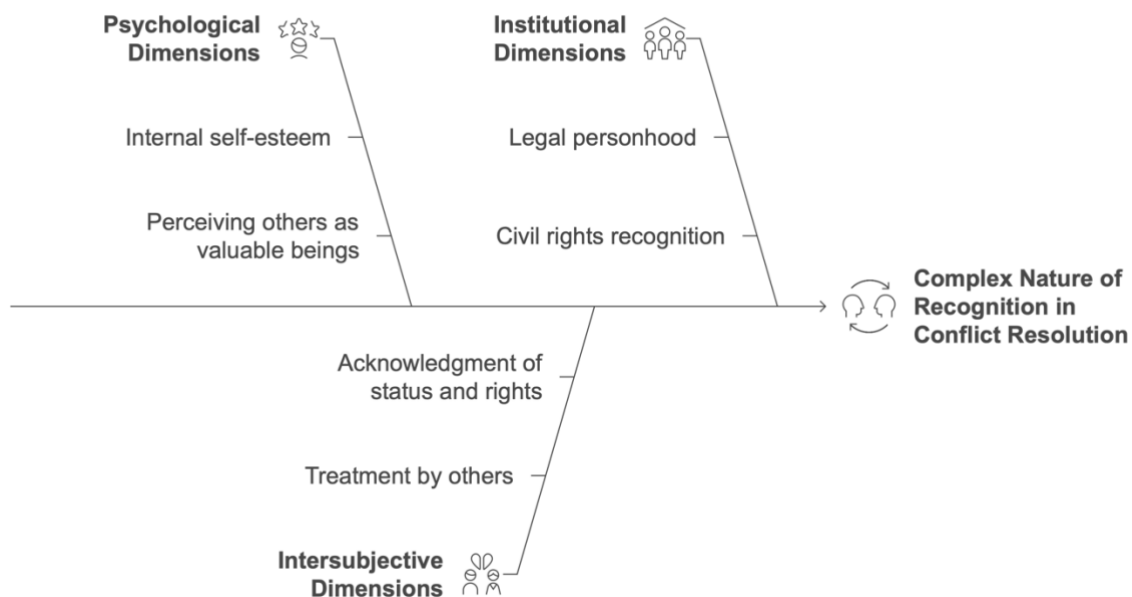 Psychological
Dimensions
Internal self-esteem
Perceiving others as
valuable beings
Institutional
Dimensions
Legal personhood
Civil rights recognition
Complex Nature of
Recognition in
Conflict Resolution
Acknowledgment of
status and rights
Treatment by others
Intersubjective
Dimensions